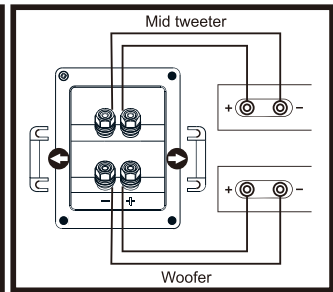 Mid tweeter
+ −
+ −
− +
Woofer